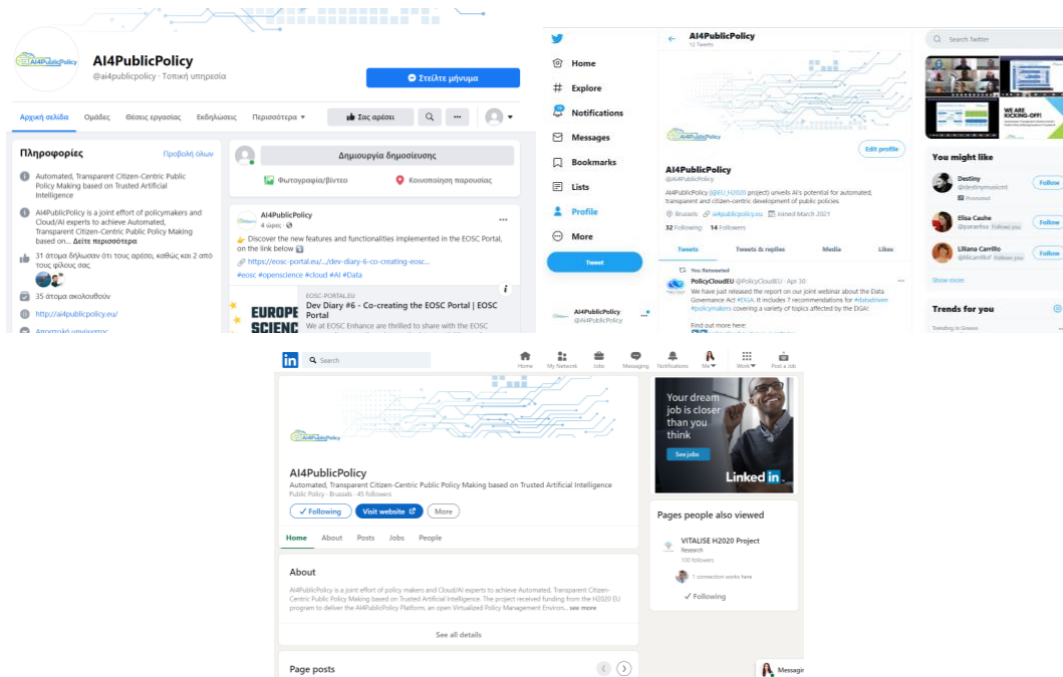 AI4PublicPolicy
AI4PublicPolicy
@ai4publicpolicy · Τοπική υπηρεσία
Στείλτε μήνυμα
Αρχική σελίδα Ομάδες Θέσεις εργασίας Εκδηλώσεις Περισσότερα
Σας αρέσει
Πληροφορίες Προβολή όλων
Automated, Transparent Citizen-Centric Public
Policy Making based on Trusted Artificial
Intelligence
AI4PublicPolicy is a joint effort of policymakers and
Cloud/AI experts to achieve Automated,
Transparent Citizen-Centric Public Policy Making
based on... Δείτε περισσότερα
31 άτομα δήλωσαν ότι τους αρέσει, καθώς και 2 από
τους φίλους σας
35 άτομα ακολουθούν
http://ai4publicpolicy.eu/
Αποστολή μηνύματος
Δημιουργία δημοσίευσης
Φωτογραφία/βίντεο Κοινοποίηση παρουσίας
AI4PublicPolicy
4 ώρες ·
Discover the new features and functionalities implemented in the EOSC Portal,
on the link below
https://eosc-portal.eu/.../dev-diary-6-co-creating-eosc...
#eosc #openscience #cloud #AI #Data
EUROPE
SCIENC
EOSC-PORTAL.EU
Dev Diary #6 - Co-creating the EOSC Portal | EOSC
Portal
We at EOSC Enhance are thrilled to share with the EOSC
Home
Explore
Notifications
Messages
Bookmarks
Lists
Profile
More
Tweet
AI4PublicPolicy
@AI4PublicPolicy
AI4PublicPolicy
12 Tweets
AI4PublicPolicy
Edit profile
AI4PublicPolicy
@AI4PublicPolicy
AI4PublicPolicy (@EU_H2020 project) unveils AI's potential for automated,
transparent and citizen-centric development of public policies
Brussels ai4publicpolicy.eu Joined March 2021
32 Following 14 Followers
Tweets Tweets & replies Media Likes
You Retweeted
PolicyCloudEU @PolicyCloudEU · Apr 30
We have just released the report on our joint webinar about the Data
Governance Act #DGA. It includes 7 recommendations for #datadriven
#policymakers covering a variety of topics affected by the DGA!
Find out more here:
Search Twitter
WE ARE
KICKING-OFF!
You might like
Destiny
@destinymusicmt
Promoted
Follow
Elisa Cauhe
Follows you
Follow
Liliana Carrillo
Follows you
Follow
Show more
Trends for you
Trending in Greece
in
Search
Home My Network Jobs Messaging Notifications Me Work Post a Job
AI4PublicPolicy
AI4PublicPolicy
Automated, Transparent Citizen-Centric Public Policy Making based on Trusted Artificial Intelligence
Public Policy · Brussels · 45 followers
Following Visit website More
Home About Posts Jobs People
About
AI4PublicPolicy is a joint effort of policy makers and Cloud/AI experts to achieve Automated, Transparent Citizen-
Centric Public Policy Making based on Trusted Artificial Intelligence. The project received funding from the H2020 EU
program to deliver the AI4PublicPolicy Platform, an open Virtualized Policy Management Environ... see more
See all details
Page posts
Your dream
job is closer
than you
think
See jobs
Linked in
Pages people also viewed
VITALISE H2020 Project
Research
100 followers
1 connection works here
Following
Messagin